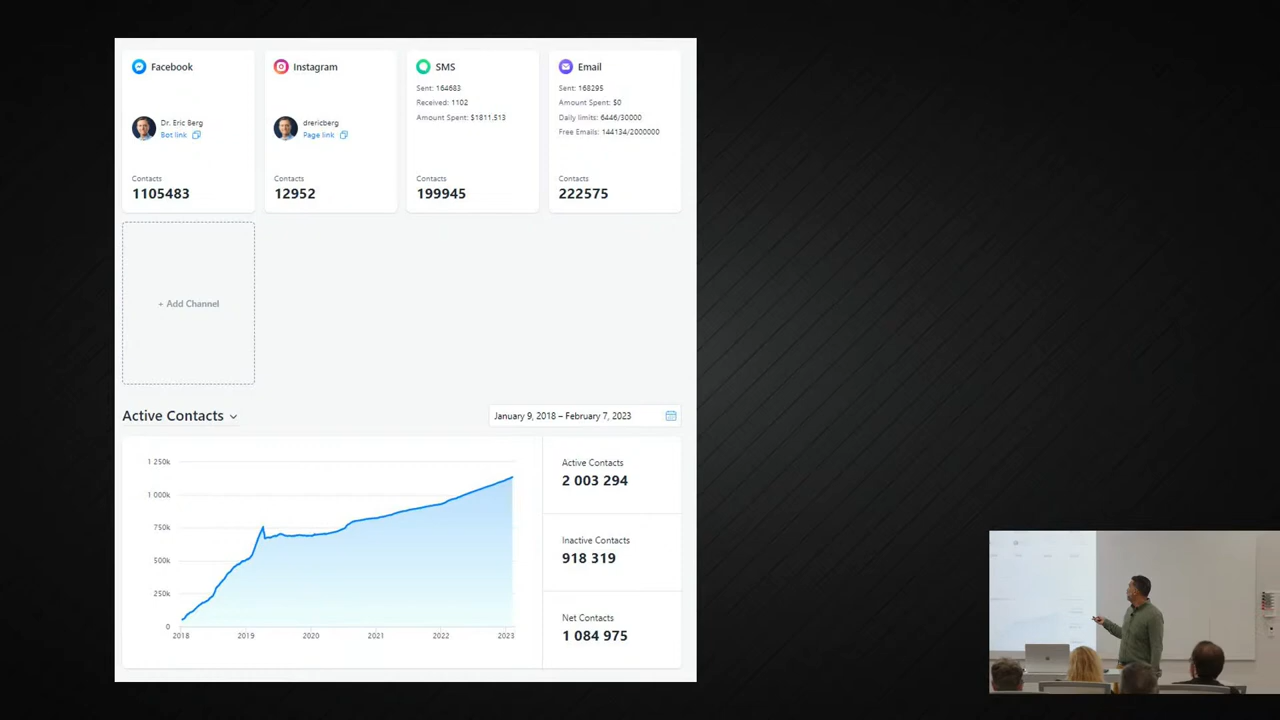 Facebook
Dr. Eric Berg
Bot link
Contacts
1105483
Instagram
drericberg
Page link
Contacts
12952
SMS
Sent: 164683
Received: 1102
Amount Spent: $1811.513
Contacts
199945
Email
Sent: 168295
Amount Spent: $0
Daily limits: 6446/30000
Free Emails: 144134/2000000
Contacts
222575
+ Add Channel
Active Contacts
January 9, 2018 – February 7, 2023
1 250k
1 000k
750k
500k
250k
0
2018 2019 2020 2021 2022 2023
Active Contacts
2 003 294
Inactive Contacts
918 319
Net Contacts
1 084 975